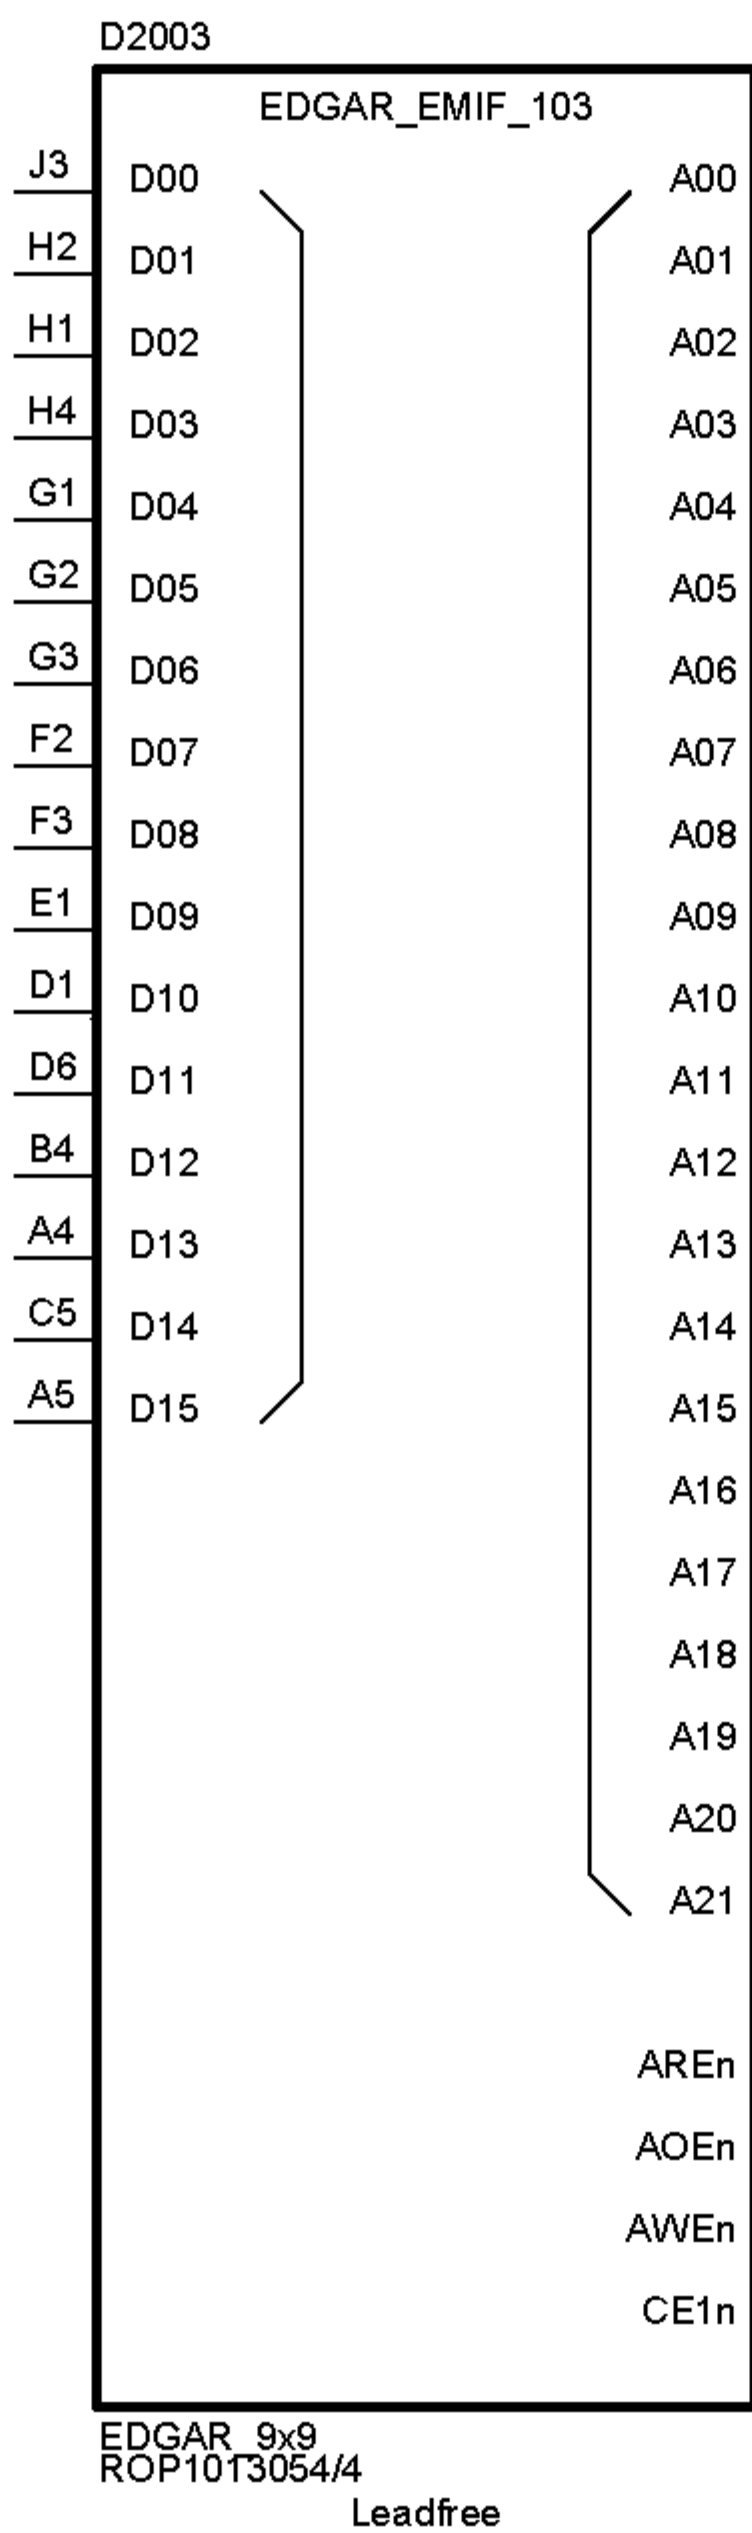 D2003
EDGAR_EMIF_103
J3 D00 A00
H2 D01 A01
H1 D02 A02
H4 D03 A03
G1 D04 A04
G2 D05 A05
G3 D06 A06
F2 D07 A07
F3 D08 A08
E1 D09 A09
D1 D10 A10
D6 D11 A11
B4 D12 A12
A4 D13 A13
C5 D14 A14
A5 D15 A15
A16
A17
A18
A19
A20
A21
AREn
AOEn
AWEn
CE1n
EDGAR_9x9
ROP1013054/4
Leadfree